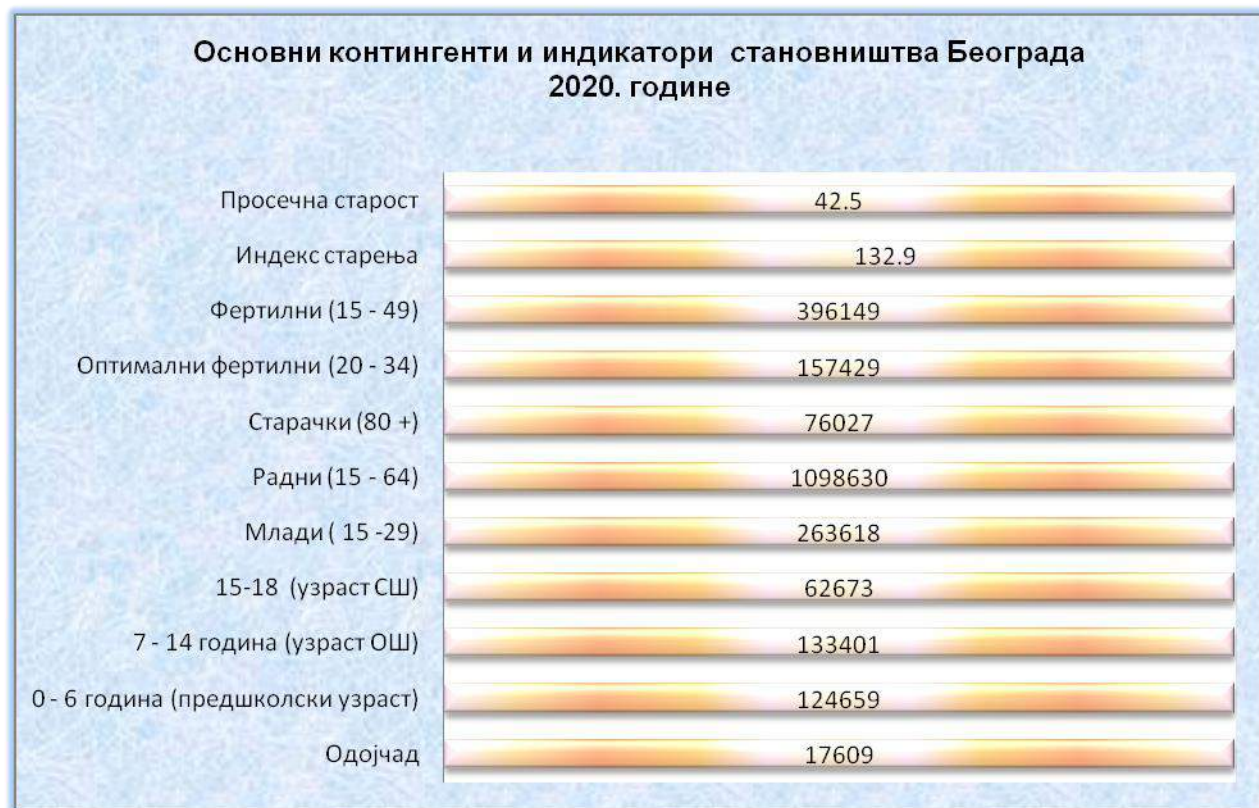 Основни контингенти и индикатори становништва Београда
2020. године
Просечна старост 42.5
Индекс старења 132.9
Фертилни (15 - 49) 396149
Оптимални фертилни (20 - 34) 157429
Старачки (80 +) 76027
Радни (15 - 64) 1098630
Млади ( 15 -29) 263618
15-18 (узраст СШ) 62673
7 - 14 година (узраст ОШ) 133401
0 - 6 година (предшколски узраст) 124659
Одојчад 17609